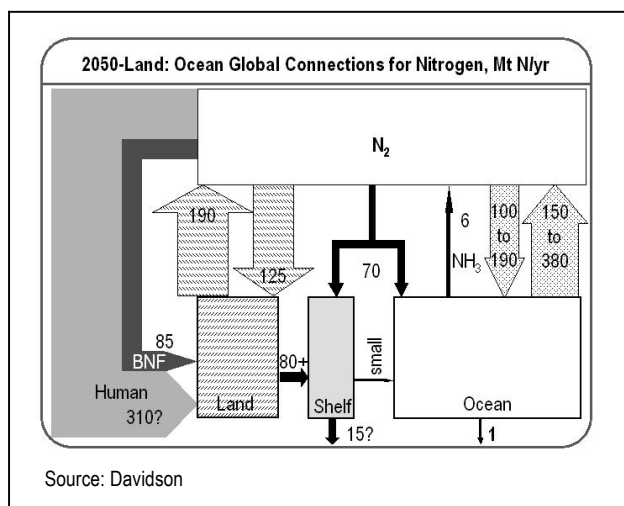 2050-Land: Ocean Global Connections for Nitrogen, Mt N/yr
N₂
190
125
70
6
NH₃
100
to
190
150
to
380
85
BNF
80+
small
Human
310?
Land
Shelf
Ocean
15?
1
Source: Davidson